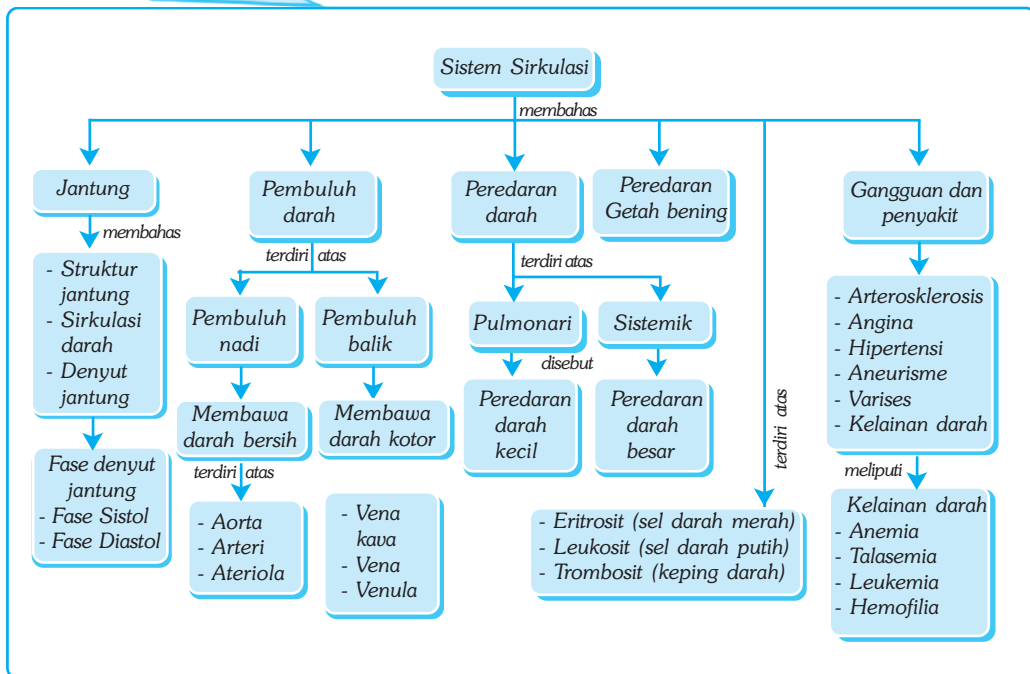 Sistem Sirkulasi
membahas
Jantung
membahas
- Struktur
jantung
- Sirkulasi
darah
- Denyut
jantung
Fase denyut
jantung
- Fase Sistol
- Fase Diastol
Pembuluh
darah
terdiri atas
Pembuluh
nadi
Membawa
darah bersih
terdiri atas
- Aorta
- Arteri
- Ateriola
Pembuluh
balik
Membawa
darah kotor
- Vena
kava
- Vena
- Venula
Peredaran
darah
terdiri atas
Pulmonari
disebut
Peredaran
darah
kecil
Sistemik
Peredaran
darah
besar
Peredaran
Getah bening
terdiri atas
- Eritrosit (sel darah merah)
- Leukosit (sel darah putih)
- Trombosit (keping darah)
Gangguan dan
penyakit
- Arterosklerosis
- Angina
- Hipertensi
- Aneurisme
- Varises
- Kelainan darah
meliputi
Kelainan darah
- Anemia
- Talasemia
- Leukemia
- Hemofilia